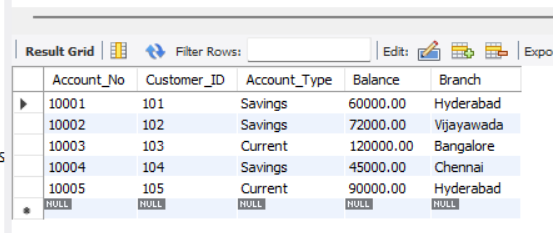 Result Grid Filter Rows: Edit: Expo
Account_No Customer_ID Account_Type Balance Branch
10001 101 Savings 60000.00 Hyderabad
10002 102 Savings 72000.00 Vijayawada
10003 103 Current 120000.00 Bangalore
s
10004 104 Savings 45000.00 Chennai
10005 105 Current 90000.00 Hyderabad
NULL NULL NULL NULL NULL